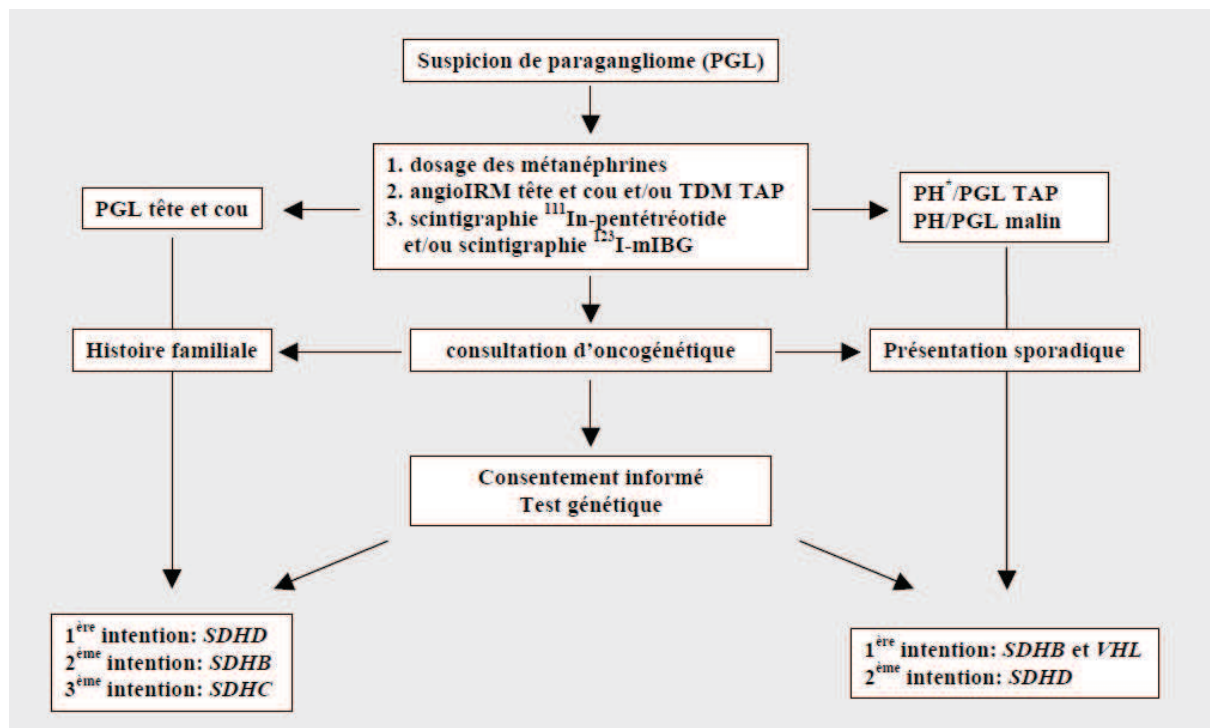 Suspicion de paragangliome (PGL)
1. dosage des métanéphrines
2. angioIRM tête et cou et/ou TDM TAP
3. scintigraphie ¹¹¹In-pentétréotide
et/ou scintigraphie ¹²³I-mIBG
PGL tête et cou
PH*/PGL TAP
PH/PGL malin
Histoire familiale
consultation d'oncogénétique
Présentation sporadique
Consentement informé
Test génétique
1ère intention: SDHD
2ème intention: SDHB
3ème intention: SDHC
1ère intention: SDHB et VHL
2ème intention: SDHD